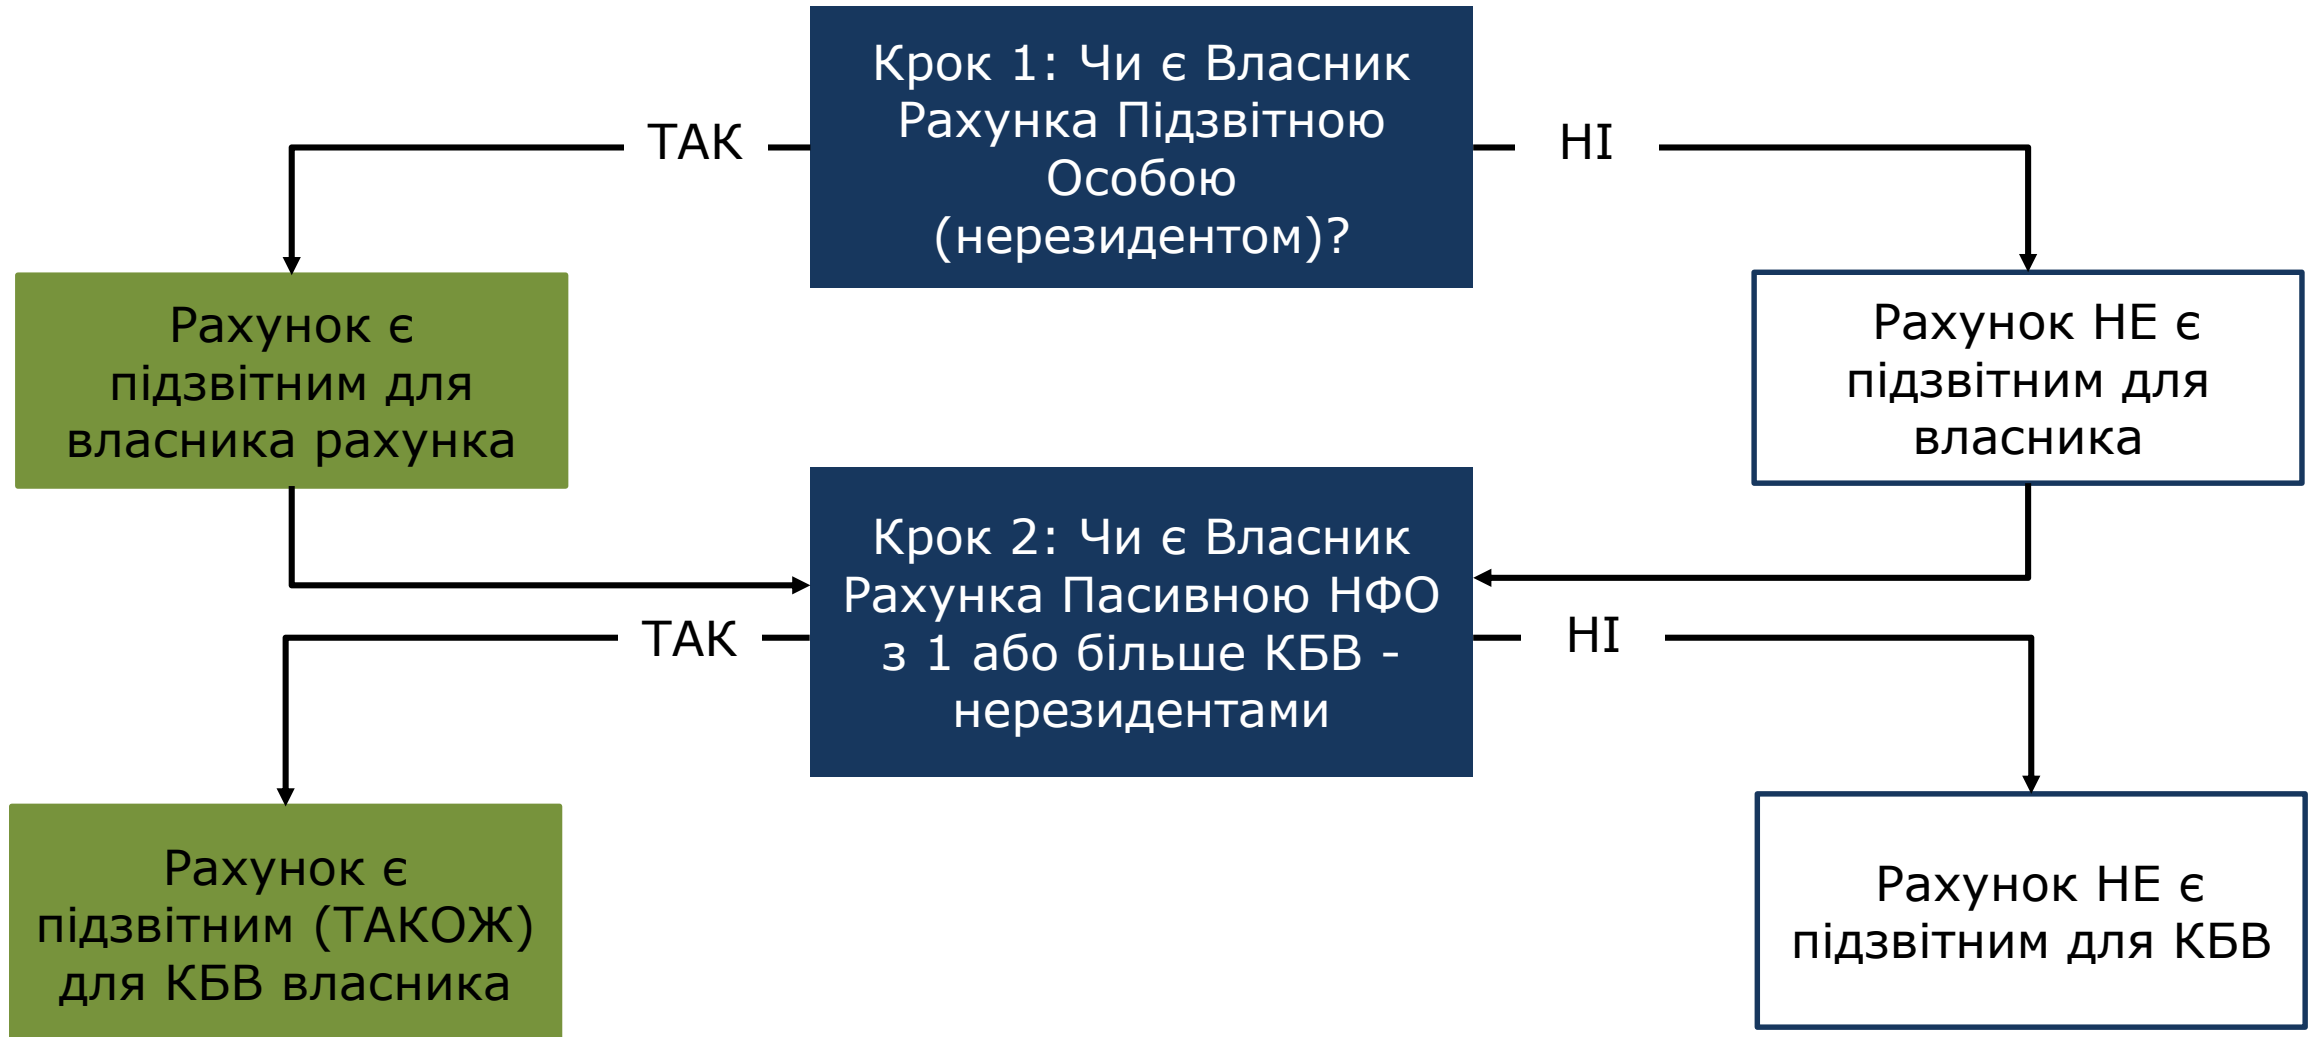 Крок 1: Чи є Власник
Рахунка Підзвітною
Особою
(нерезидентом)?
ТАК
НІ
Рахунок є
підзвітним для
власника рахунка
Рахунок НЕ є
підзвітним для
власника
Крок 2: Чи є Власник
Рахунка Пасивною НФО
з 1 або більше КБВ -
нерезидентами
ТАК
НІ
Рахунок є
підзвітним (ТАКОЖ)
для КБВ власника
Рахунок НЕ є
підзвітним для КБВ